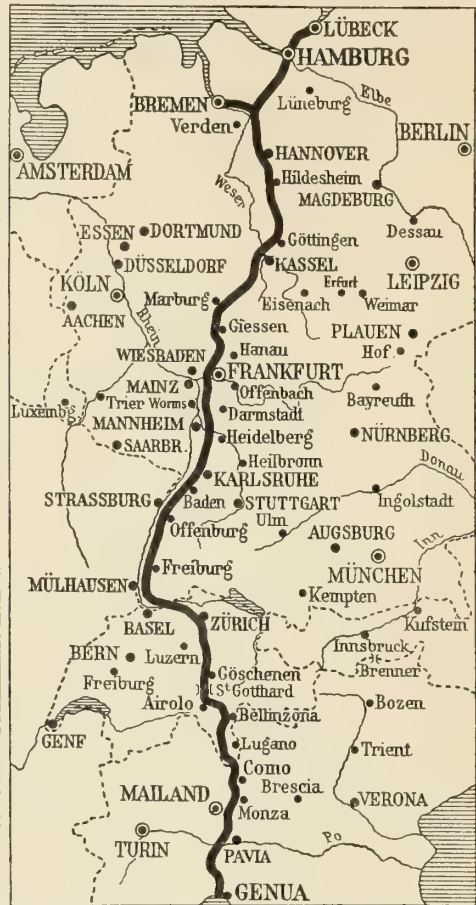 LÜBECK
HAMBURG
Elbe
BREMEN
Lüneburg
Verden
BERLIN
AMSTERDAM
HANNOVER
Weser
Hildesheim
MAGDEBURG
Dessau
ESSEN
DORTMUND
Göttingen
DÜSSELDORF
KASSEL
LEIPZIG
KÖLN
Marburg
Eisenach
Erfurt
Weimar
AACHEN
Rhein
Giessen
PLAUEN
WIESBADEN
Hanau
Hof
FRANKFURT
MAINZ
Offenbach
Bayreuth
Luxembg
Trier
Worms
Darmstadt
MANNHEIM
Heidelberg
NÜRNBERG
SAARBR.
Heilbronn
Donau
KARLSRUHE
STRASSBURG
Baden
STUTTGART
Ingolstadt
Offenburg
Ulm
AUGSBURG
Inn
MÜNCHEN
Freiburg
MÜLHAUSEN
Kempten
BASEL
ZÜRICH
Kufstein
BERN
Luzern
Innsbruck
Brenner
Freiburg
Göschenen
St Gotthard
Airolo
Bellinzona
Bozen
GENF
Lugano
Trient
Como
Brescia
MAILAND
Monza
VERONA
TURIN
Po
PAVIA
GENUA